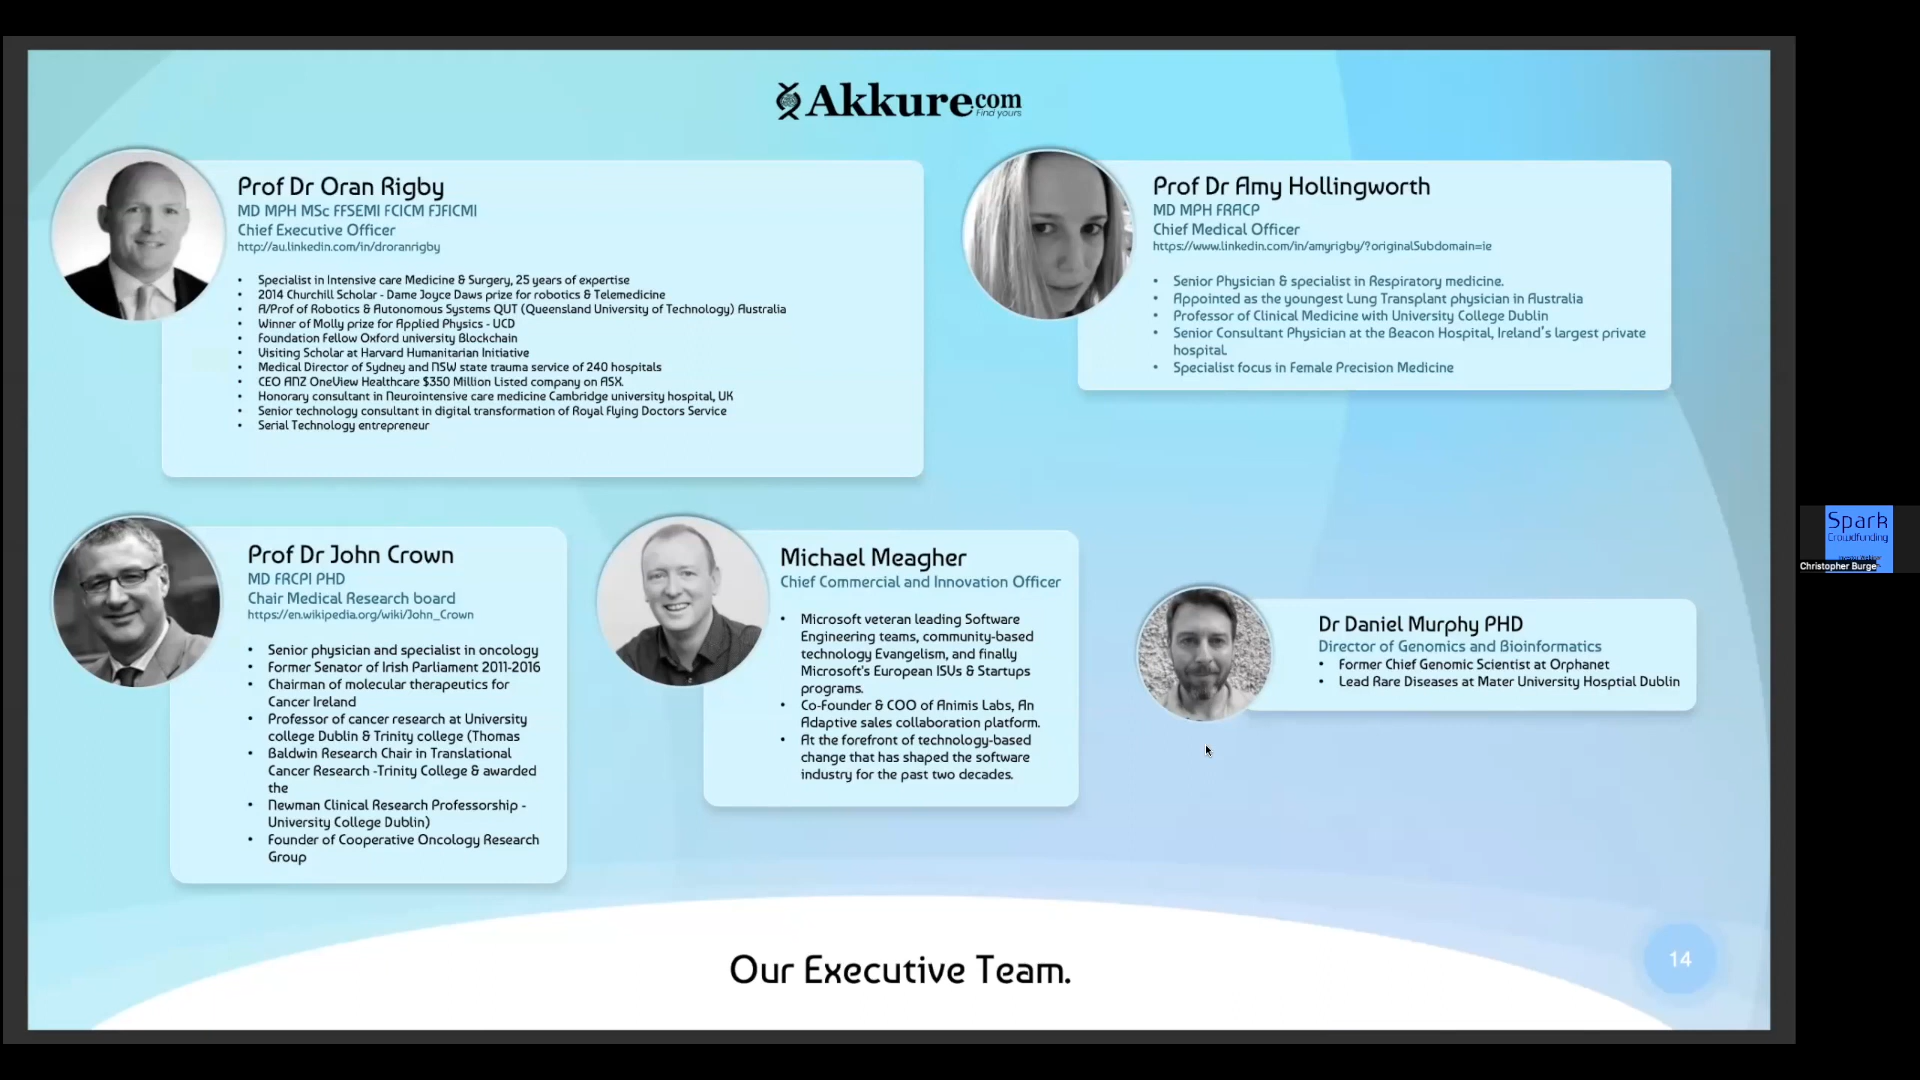 Akkure.com
Find yours
Prof Dr Oran Rigby
MD MPH MSc FFSEMI FCICM FJFICMI
Chief Executive Officer
http://au.linkedin.com/in/droranrigby
• Specialist in Intensive care Medicine & Surgery, 25 years of expertise
• 2014 Churchill Scholar - Dame Joyce Daws prize for robotics & Telemedicine
• A/Prof of Robotics & Autonomous Systems QUT (Queensland University of Technology) Australia
• Winner of Molly prize for Applied Physics - UCD
• Foundation Fellow Oxford university Blockchain
• Visiting Scholar at Harvard Humanitarian Initiative
• Medical Director of Sydney and NSW state trauma service of 240 hospitals
• CEO ANZ OneView Healthcare $350 Million Listed company on ASX.
• Honorary consultant in Neurointensive care medicine Cambridge university hospital, UK
• Senior technology consultant in digital transformation of Royal Flying Doctors Service
• Serial Technology entrepreneur
Prof Dr Amy Hollingworth
MD MPH FRACP
Chief Medical Officer
https://www.linkedin.com/in/amyrigby/?originalSubdomain=ie
• Senior Physician & specialist in Respiratory medicine.
• Appointed as the youngest Lung Transplant physician in Australia
• Professor of Clinical Medicine with University College Dublin
• Senior Consultant Physician at the Beacon Hospital, Ireland's largest private
hospital.
• Specialist focus in Female Precision Medicine
Prof Dr John Crown
MD FRCPI PHD
Chair Medical Research board
https://en.wikipedia.org/wiki/John_Crown
• Senior physician and specialist in oncology
• Former Senator of Irish Parliament 2011-2016
• Chairman of molecular therapeutics for
Cancer Ireland
• Professor of cancer research at University
college Dublin & Trinity college (Thomas
• Baldwin Research Chair in Translational
Cancer Research -Trinity College & awarded
the
• Newman Clinical Research Professorship -
University College Dublin)
• Founder of Cooperative Oncology Research
Group
Michael Meagher
Chief Commercial and Innovation Officer
• Microsoft veteran leading Software
Engineering teams, community-based
technology Evangelism, and finally
Microsoft's European ISUs & Startups
programs.
• Co-Founder & COO of Animis Labs, An
Adaptive sales collaboration platform.
• At the forefront of technology-based
change that has shaped the software
industry for the past two decades.
Dr Daniel Murphy PHD
Director of Genomics and Bioinformatics
• Former Chief Genomic Scientist at Orphanet
• Lead Rare Diseases at Mater University Hosptial Dublin
Our Executive Team.
14
Spark
Crowdfunding
Christopher Burge